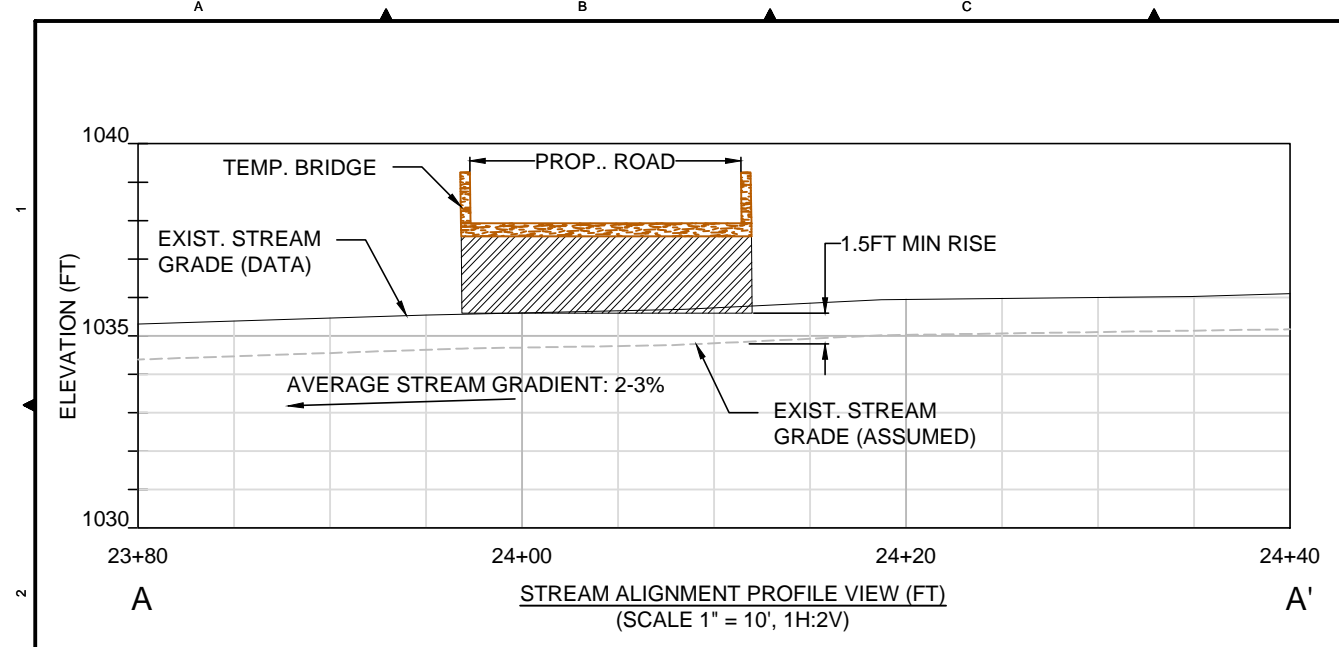 A B C
1040
TEMP. BRIDGE
PROP.. ROAD
1
EXIST. STREAM
GRADE (DATA)
1.5FT MIN RISE
ELEVATION (FT)
1035
AVERAGE STREAM GRADIENT: 2-3%
EXIST. STREAM
GRADE (ASSUMED)
1030
23+80 24+00 24+20 24+40
2
A
STREAM ALIGNMENT PROFILE VIEW (FT)
(SCALE 1" = 10', 1H:2V)
A'